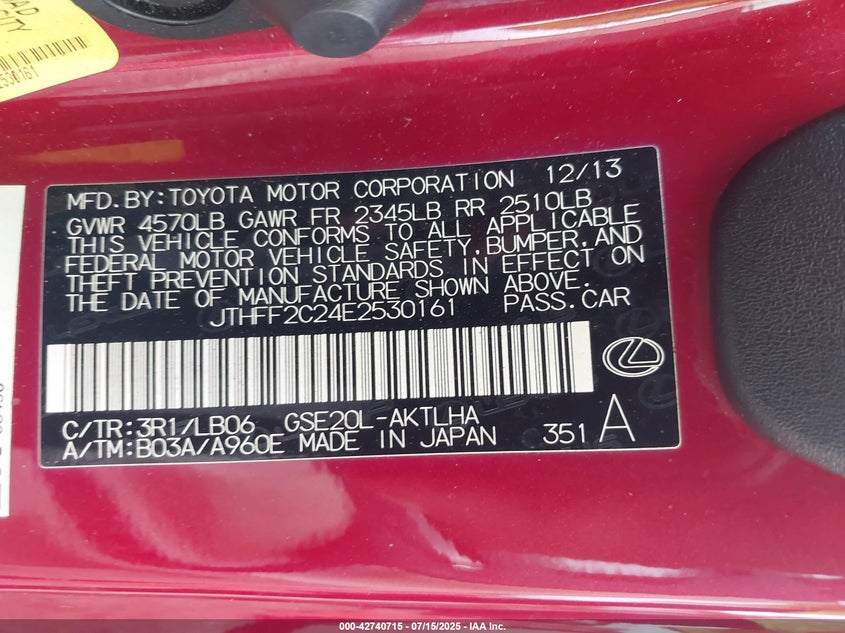 AD
CITY
2530161
MFD. BY: TOYOTA MOTOR CORPORATION 12/13
GVWR 4570LB GAWR FR 2345LB RR 2510LB
THIS VEHICLE CONFORMS TO ALL APPLICABLE
FEDERAL MOTOR VEHICLE SAFETY, BUMPER, AND
THEFT PREVENTION STANDARDS IN EFFECT ON
THE DATE OF MANUFACTURE SHOWN ABOVE.
JTHFF2C24E2530161 PASS.CAR
C/TR: 3R1/LB06 GSE20L-AKTLHA
A/TM: B03A/A960E MADE IN JAPAN 351 A
000-42740715 - 07/15/2025 - IAA Inc.